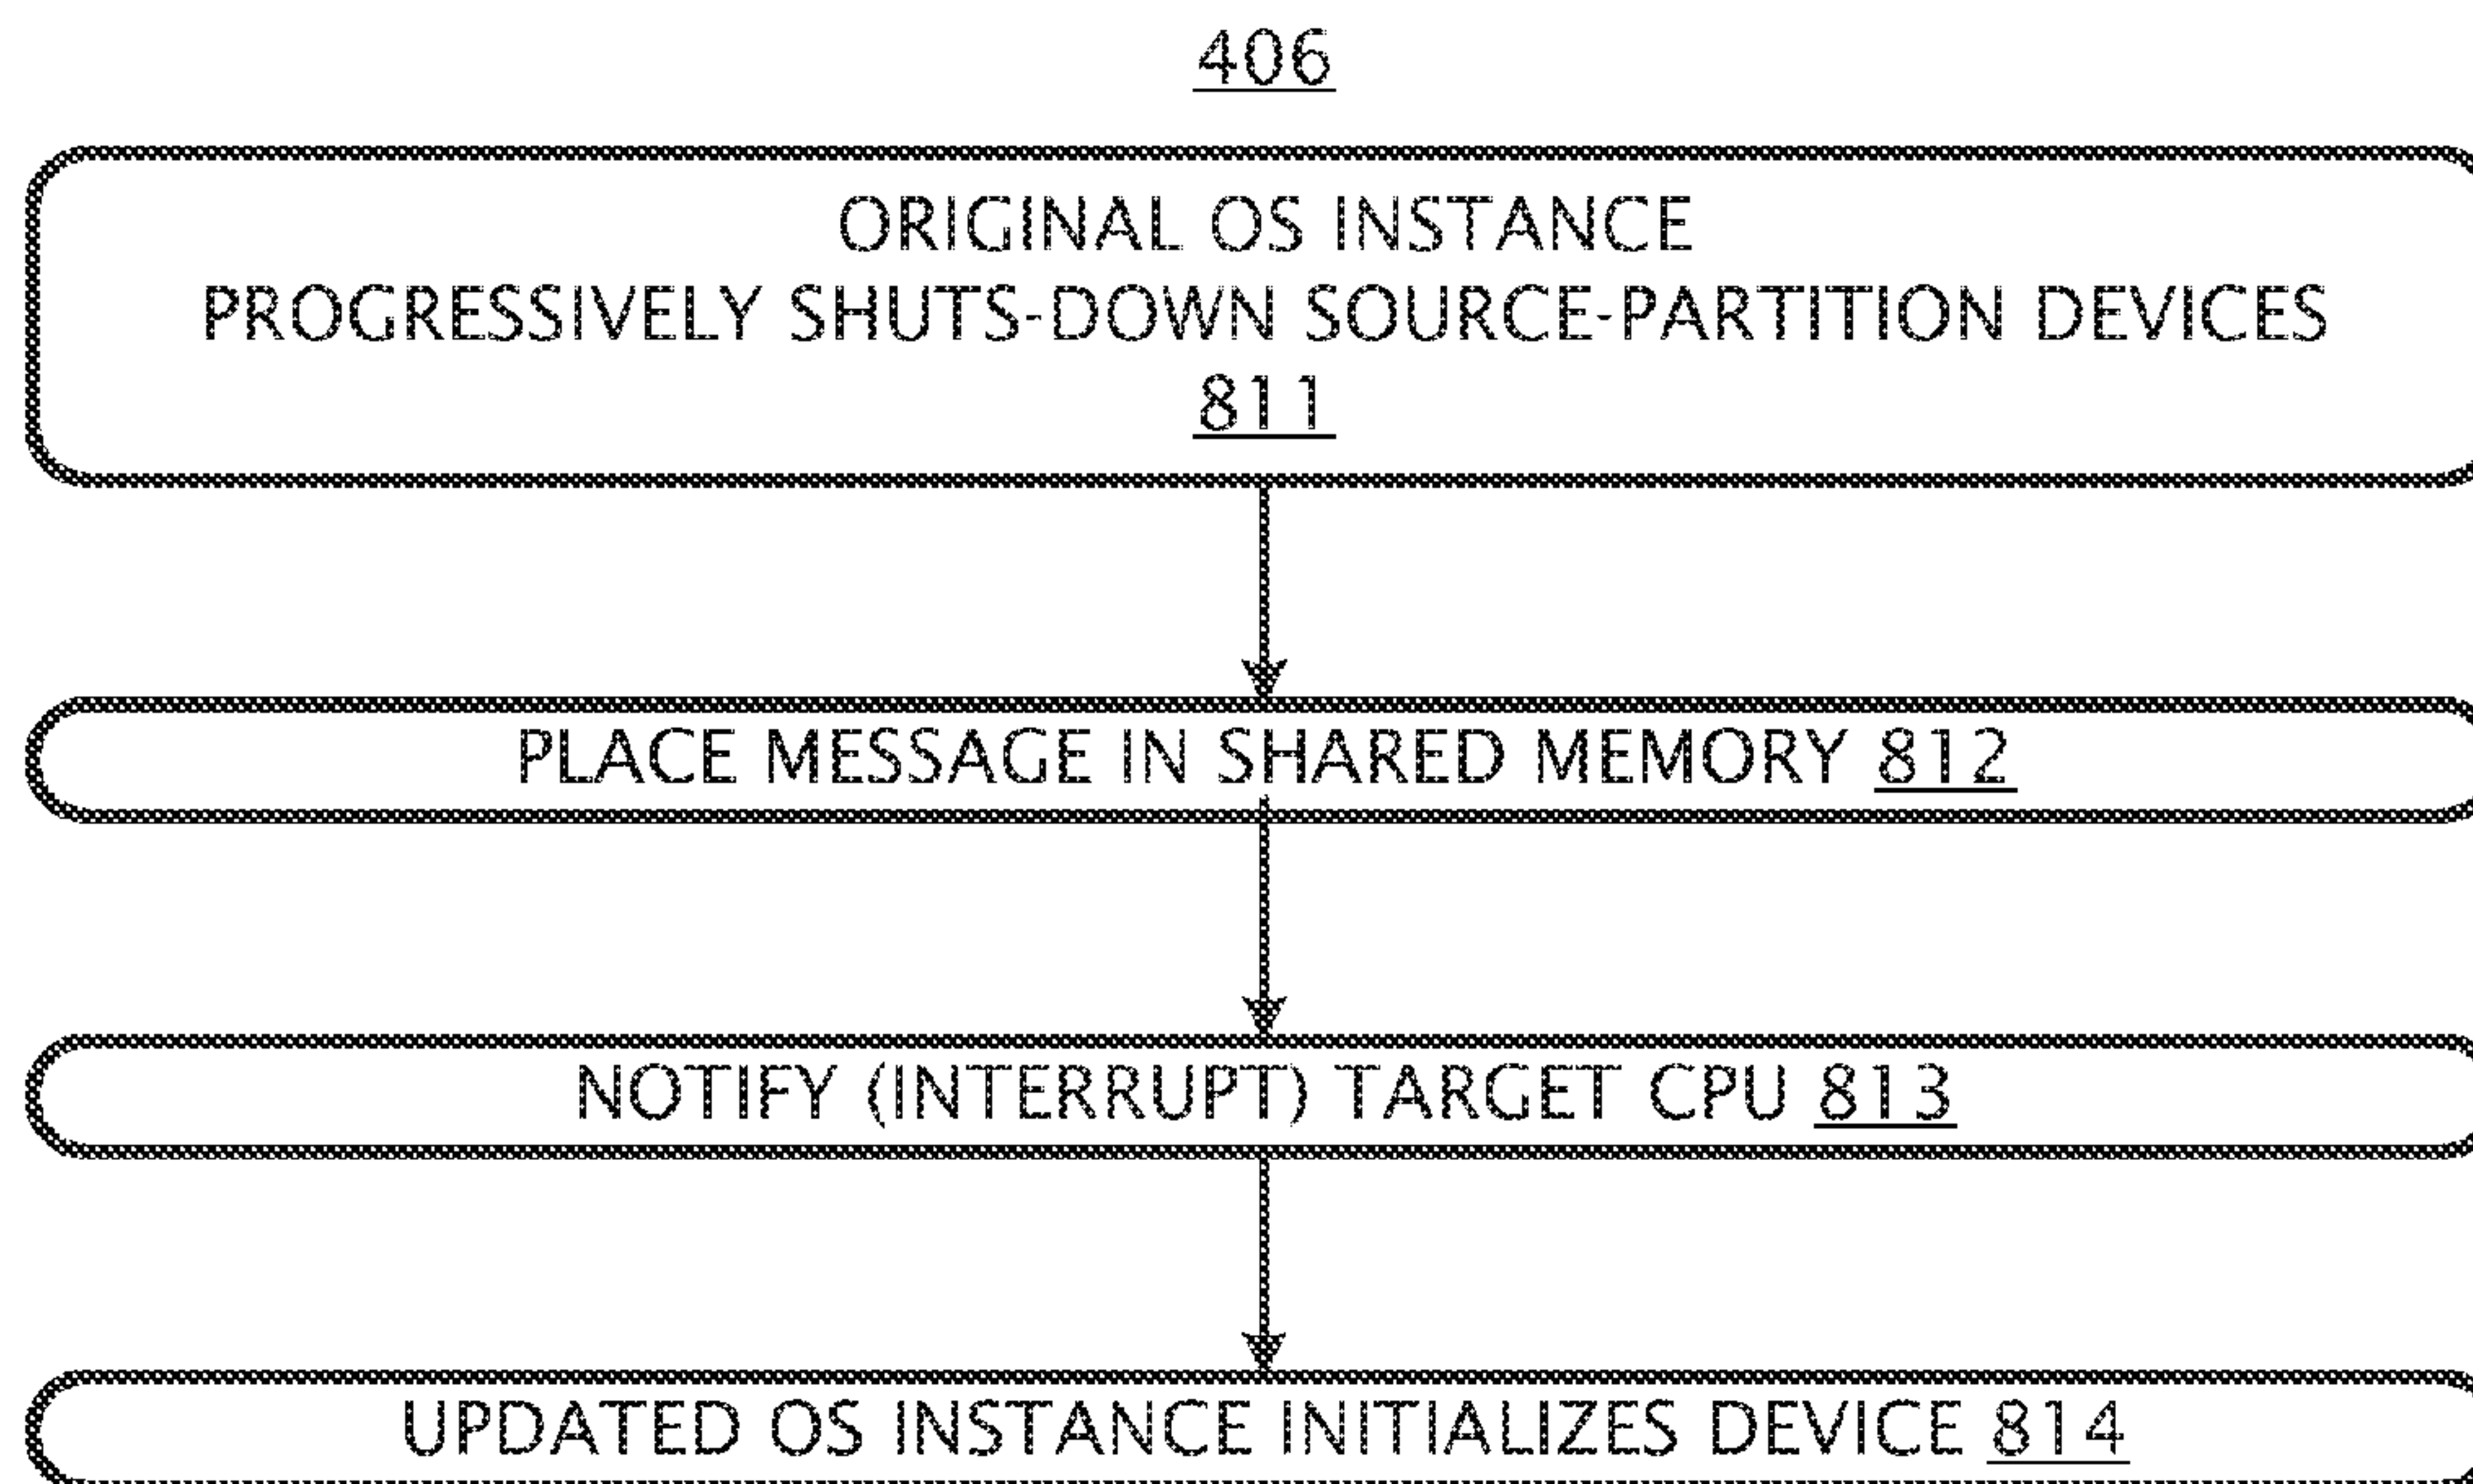 406
ORIGINAL OS INSTANCE
PROGRESSIVELY SHUTS-DOWN SOURCE-PARTITION DEVICES
811
PLACE MESSAGE IN SHARED MEMORY 812
NOTIFY (INTERRUPT) TARGET CPU 813
UPDATED OS INSTANCE INITIALIZES DEVICE 814